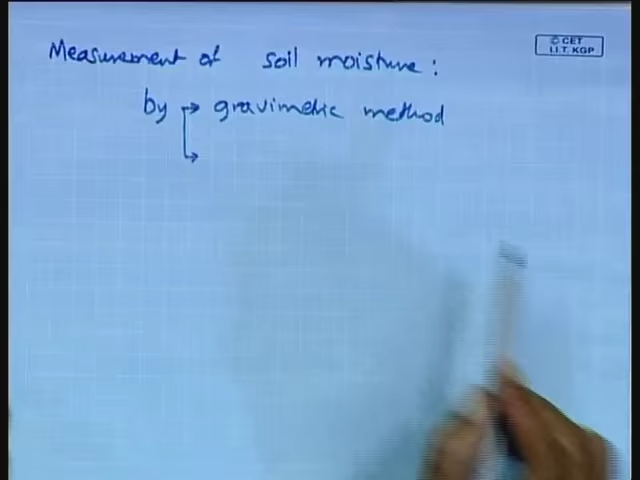 Measurement of soil moisture :
© CET
I.I.T. KGP
by → gravimetric method